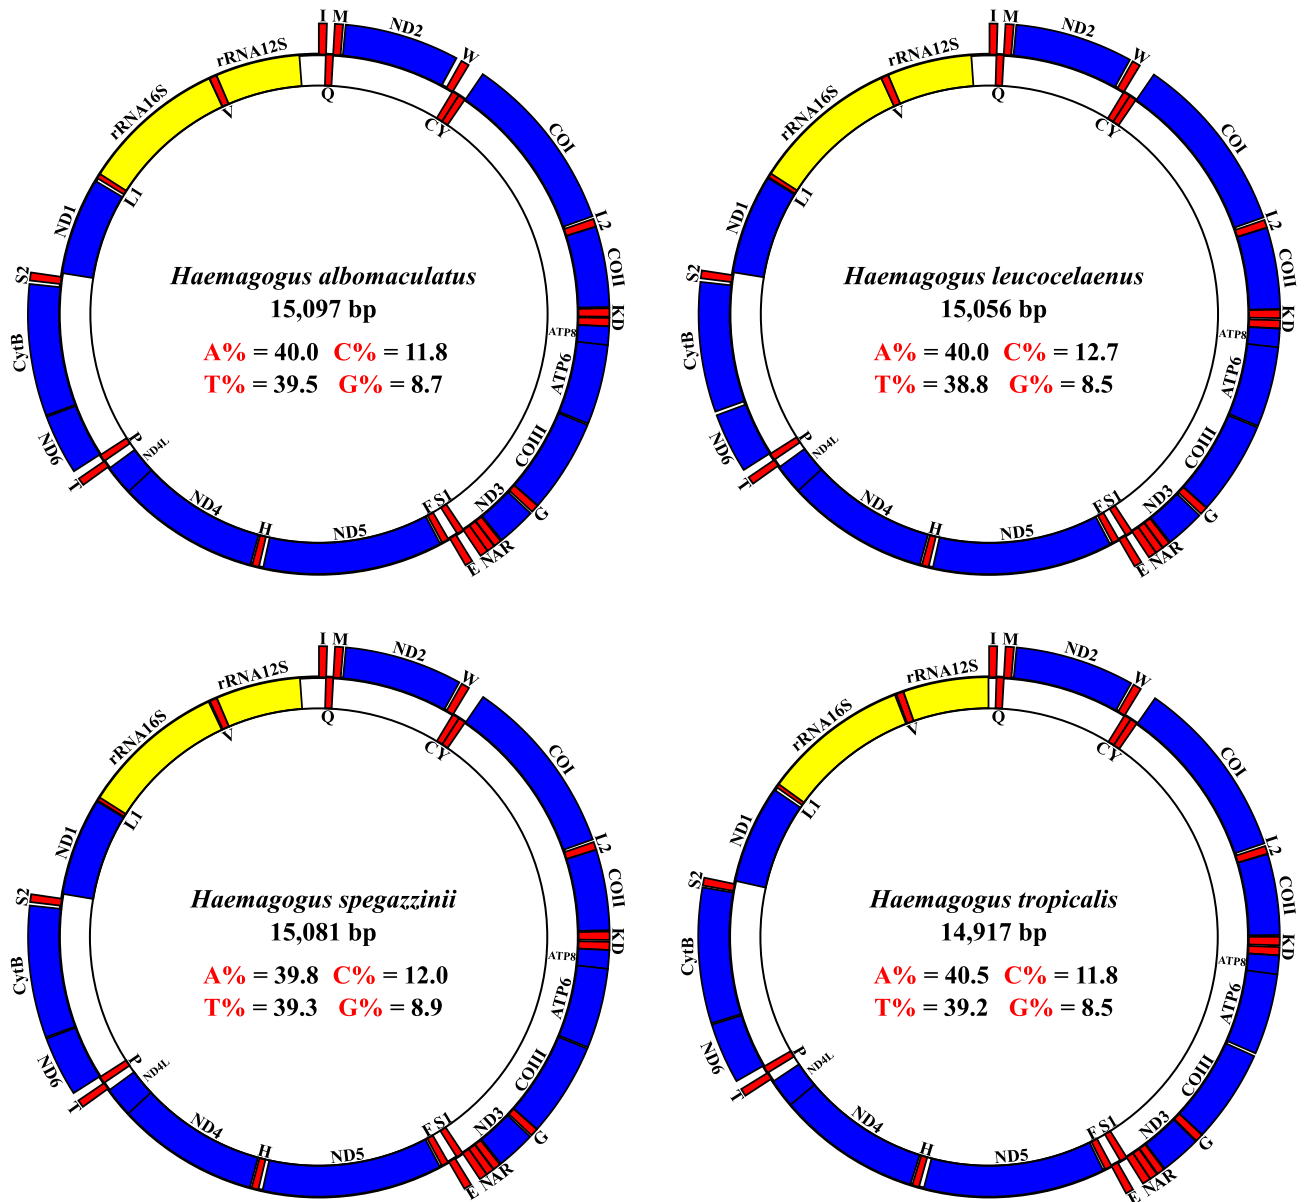 I
M
ND2
W
Q
CY
COI
L2
COII
KD
ATP8
ATP6
COIII
G
ND3
NAR
E
FS1
ND5
H
ND4
ND4L
P
T
ND6
CytB
S2
ND1
L1
rRNA16S
V
rRNA12S
Haemagogus albomaculatus
15,097 bp
A% = 40.0 C% = 11.8
T% = 39.5 G% = 8.7
I
M
ND2
W
Q
CY
COI
L2
COII
KD
ATP8
ATP6
COIII
G
ND3
NAR
E
FS1
ND5
H
ND4
ND4L
P
T
ND6
CytB
S2
ND1
L1
rRNA16S
V
rRNA12S
Haemagogus leucocelaenus
15,056 bp
A% = 40.0 C% = 12.7
T% = 38.8 G% = 8.5
I
M
ND2
W
Q
CY
COI
L2
COII
KD
ATP8
ATP6
COIII
G
ND3
NAR
E
FS1
ND5
H
ND4
ND4L
P
T
ND6
CytB
S2
ND1
L1
rRNA16S
V
rRNA12S
Haemagogus spegazzinii
15,081 bp
A% = 39.8 C% = 12.0
T% = 39.3 G% = 8.9
I
M
ND2
W
Q
CY
COI
L2
COII
KD
ATP8
ATP6
COIII
G
ND3
NAR
E
FS1
ND5
H
ND4
ND4L
P
T
ND6
CytB
S2
ND1
L1
rRNA16S
V
rRNA12S
Haemagogus tropicalis
14,917 bp
A% = 40.5 C% = 11.8
T% = 39.2 G% = 8.5